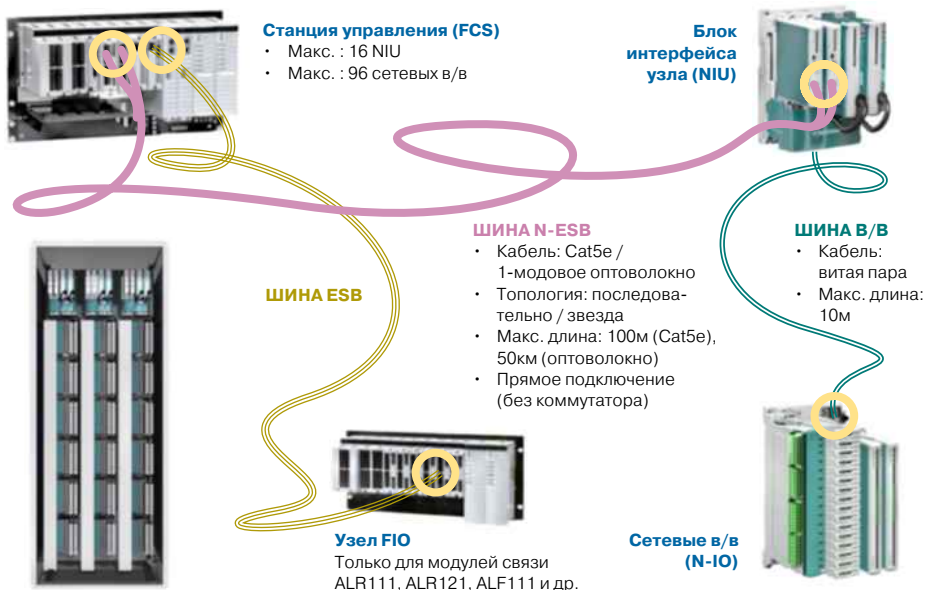 Станция управления (FCS)
• Макс. : 16 NIU
• Макс. : 96 сетевых в/в
Блок
интерфейса
узла (NIU)
ШИНА N-ESB
• Кабель: Cat5e /
1-модовое оптоволокно
• Топология: последова-
тельно / звезда
• Макс. длина: 100м (Cat5e),
50км (оптоволокно)
• Прямое подключение
(без коммутатора)
ШИНА В/В
• Кабель:
витая пара
• Макс. длина:
10м
ШИНА ESB
Узел FIO
Только для модулей связи
ALR111, ALR121, ALF111 и др.
Сетевые в/в
(N-IO)